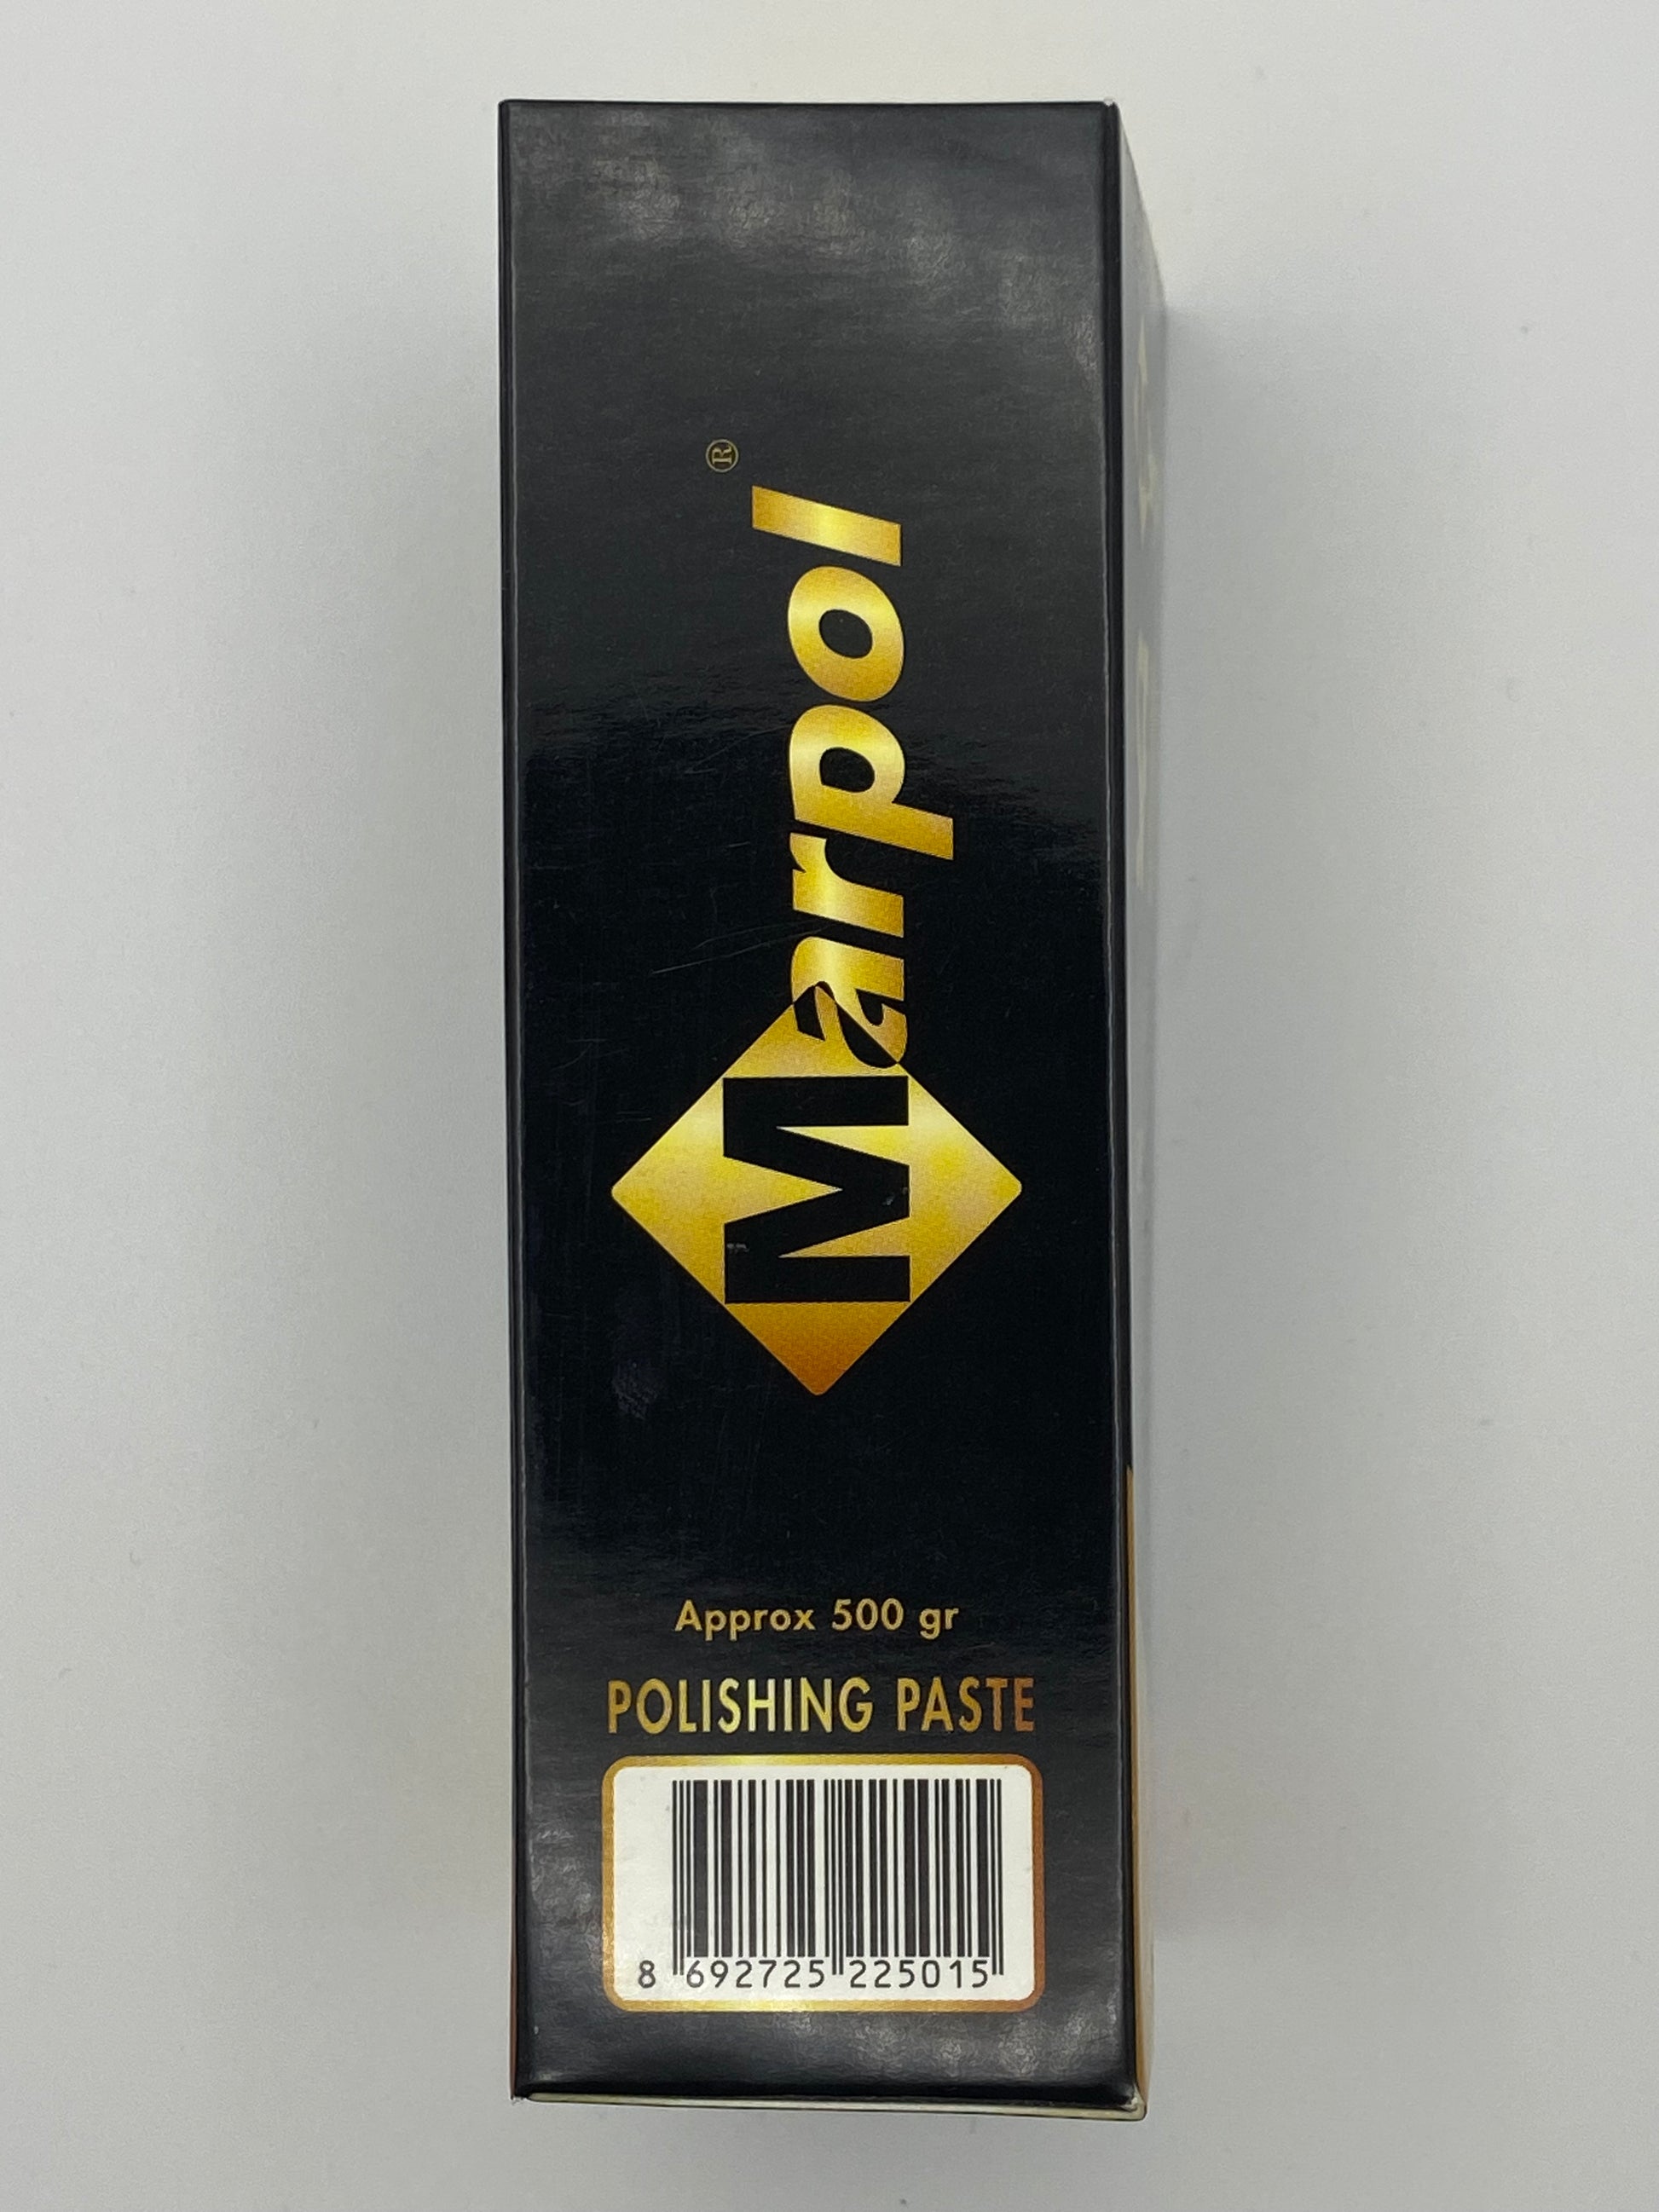 Marpol®
Approx 500 gr
POLISHING PASTE
8 692725 225015